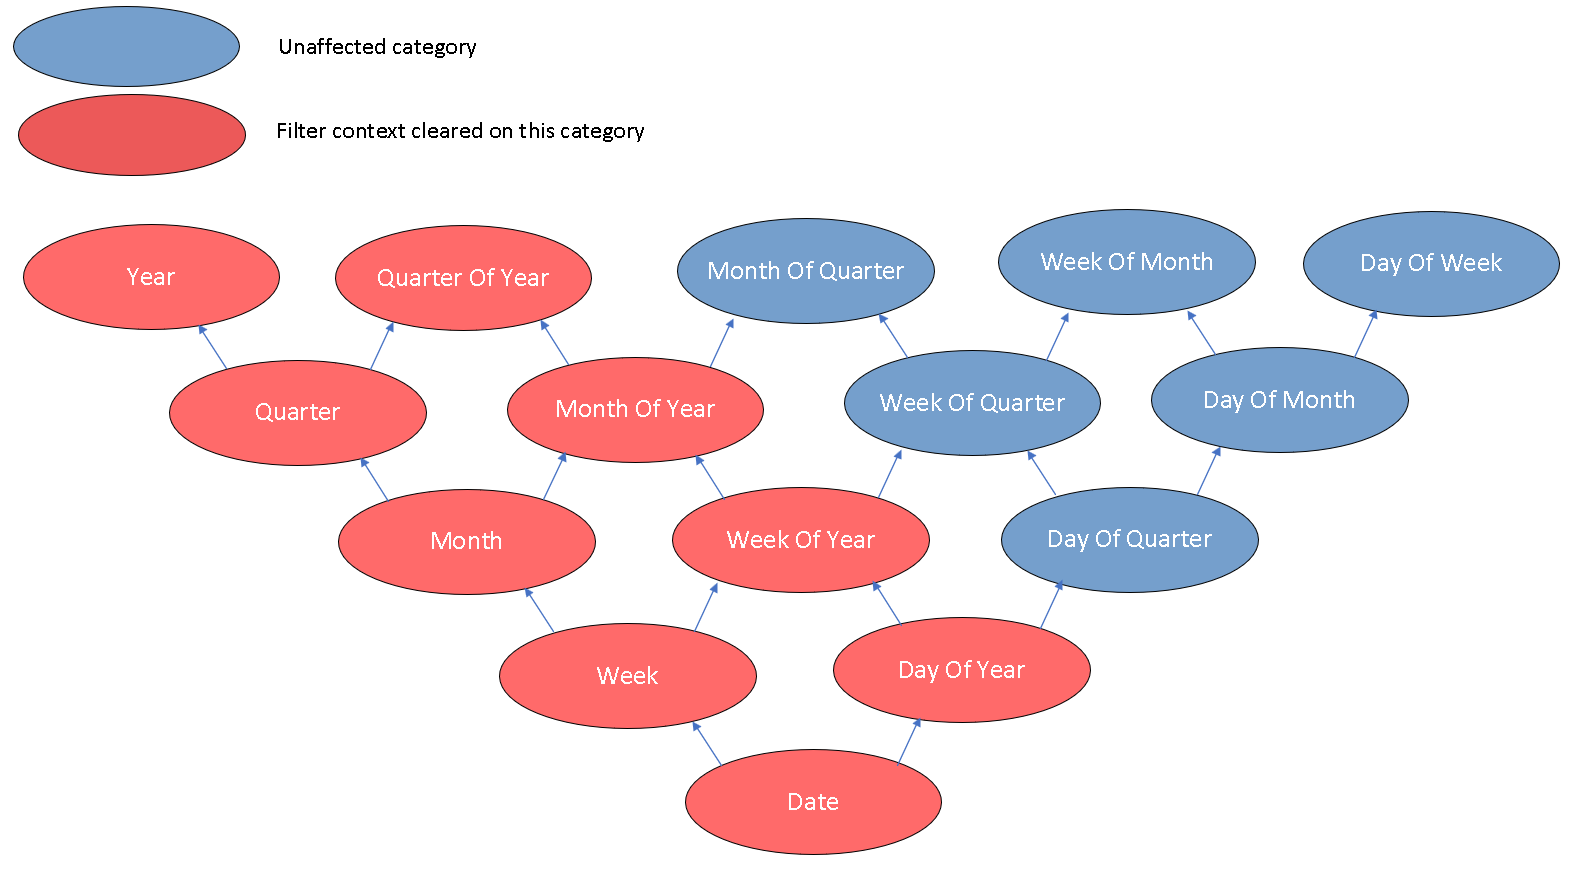 Unaffected category
Filter context cleared on this category
Year
Quarter Of Year
Month Of Quarter
Week Of Month
Day Of Week
Quarter
Month Of Year
Week Of Quarter
Day Of Month
Month
Week Of Year
Day Of Quarter
Week
Day Of Year
Date